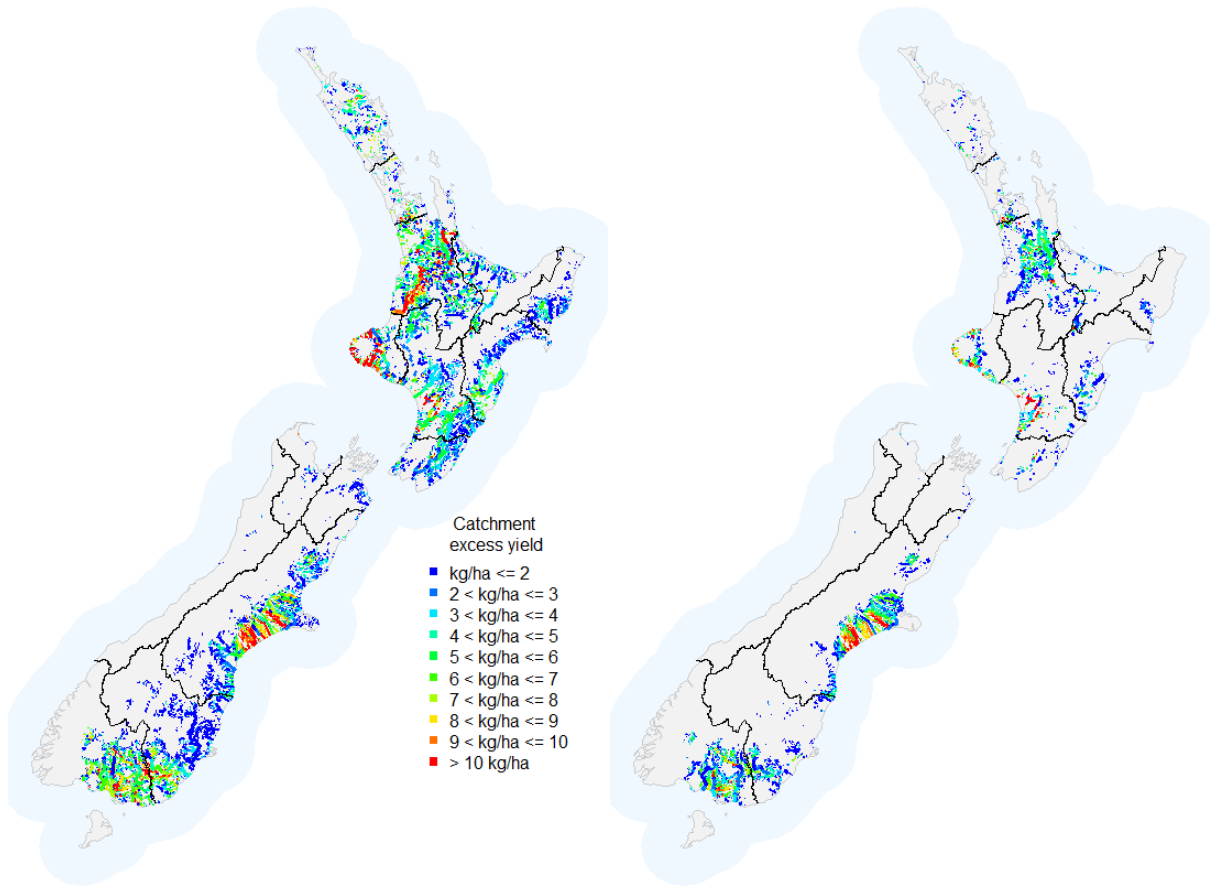 Catchment
excess yield
kg/ha <= 2
2 < kg/ha <= 3
3 < kg/ha <= 4
4 < kg/ha <= 5
5 < kg/ha <= 6
6 < kg/ha <= 7
7 < kg/ha <= 8
8 < kg/ha <= 9
9 < kg/ha <= 10
> 10 kg/ha